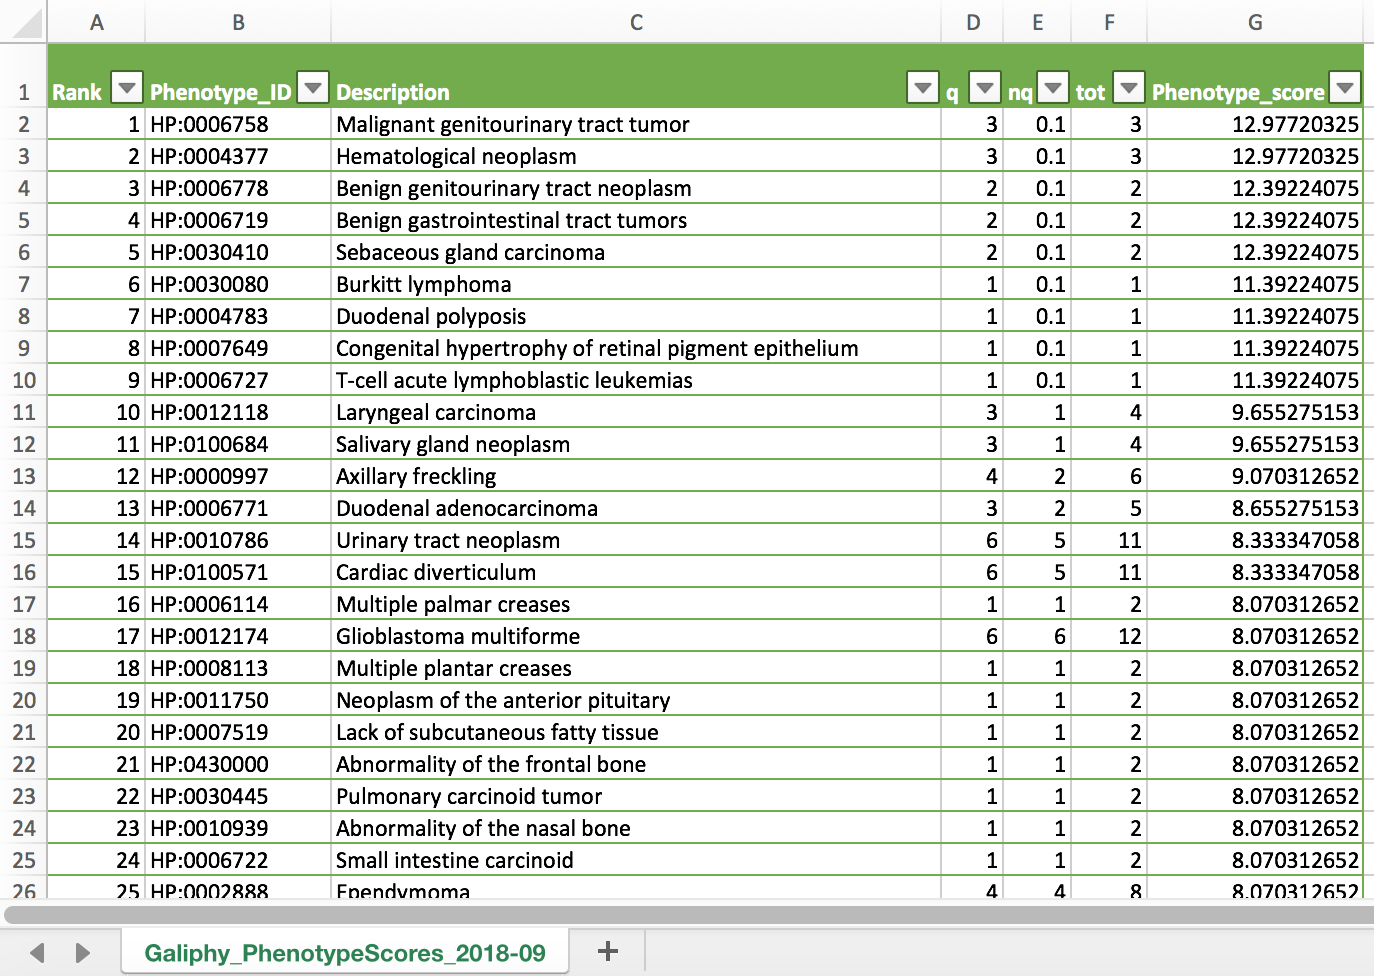 A B C D E F G
1 Rank Phenotype_ID Description q nq tot Phenotype_score
2 1 HP:0006758 Malignant genitourinary tract tumor 3 0.1 3 12.97720325
3 2 HP:0004377 Hematological neoplasm 3 0.1 3 12.97720325
4 3 HP:0006778 Benign genitourinary tract neoplasm 2 0.1 2 12.39224075
5 4 HP:0006719 Benign gastrointestinal tract tumors 2 0.1 2 12.39224075
6 5 HP:0030410 Sebaceous gland carcinoma 2 0.1 2 12.39224075
7 6 HP:0030080 Burkitt lymphoma 1 0.1 1 11.39224075
8 7 HP:0004783 Duodenal polyposis 1 0.1 1 11.39224075
9 8 HP:0007649 Congenital hypertrophy of retinal pigment epithelium 1 0.1 1 11.39224075
10 9 HP:0006727 T-cell acute lymphoblastic leukemias 1 0.1 1 11.39224075
11 10 HP:0012118 Laryngeal carcinoma 3 1 4 9.655275153
12 11 HP:0100684 Salivary gland neoplasm 3 1 4 9.655275153
13 12 HP:0000997 Axillary freckling 4 2 6 9.070312652
14 13 HP:0006771 Duodenal adenocarcinoma 3 2 5 8.655275153
15 14 HP:0010786 Urinary tract neoplasm 6 5 11 8.333347058
16 15 HP:0100571 Cardiac diverticulum 6 5 11 8.333347058
17 16 HP:0006114 Multiple palmar creases 1 1 2 8.070312652
18 17 HP:0012174 Glioblastoma multiforme 6 6 12 8.070312652
19 18 HP:0008113 Multiple plantar creases 1 1 2 8.070312652
20 19 HP:0011750 Neoplasm of the anterior pituitary 1 1 2 8.070312652
21 20 HP:0007519 Lack of subcutaneous fatty tissue 1 1 2 8.070312652
22 21 HP:0430000 Abnormality of the frontal bone 1 1 2 8.070312652
23 22 HP:0030445 Pulmonary carcinoid tumor 1 1 2 8.070312652
24 23 HP:0010939 Abnormality of the nasal bone 1 1 2 8.070312652
25 24 HP:0006722 Small intestine carcinoid 1 1 2 8.070312652
26 25 HP:0002888 Ependymoma 4 4 8 8.070312652
Galiphy_PhenotypeScores_2018-09 +